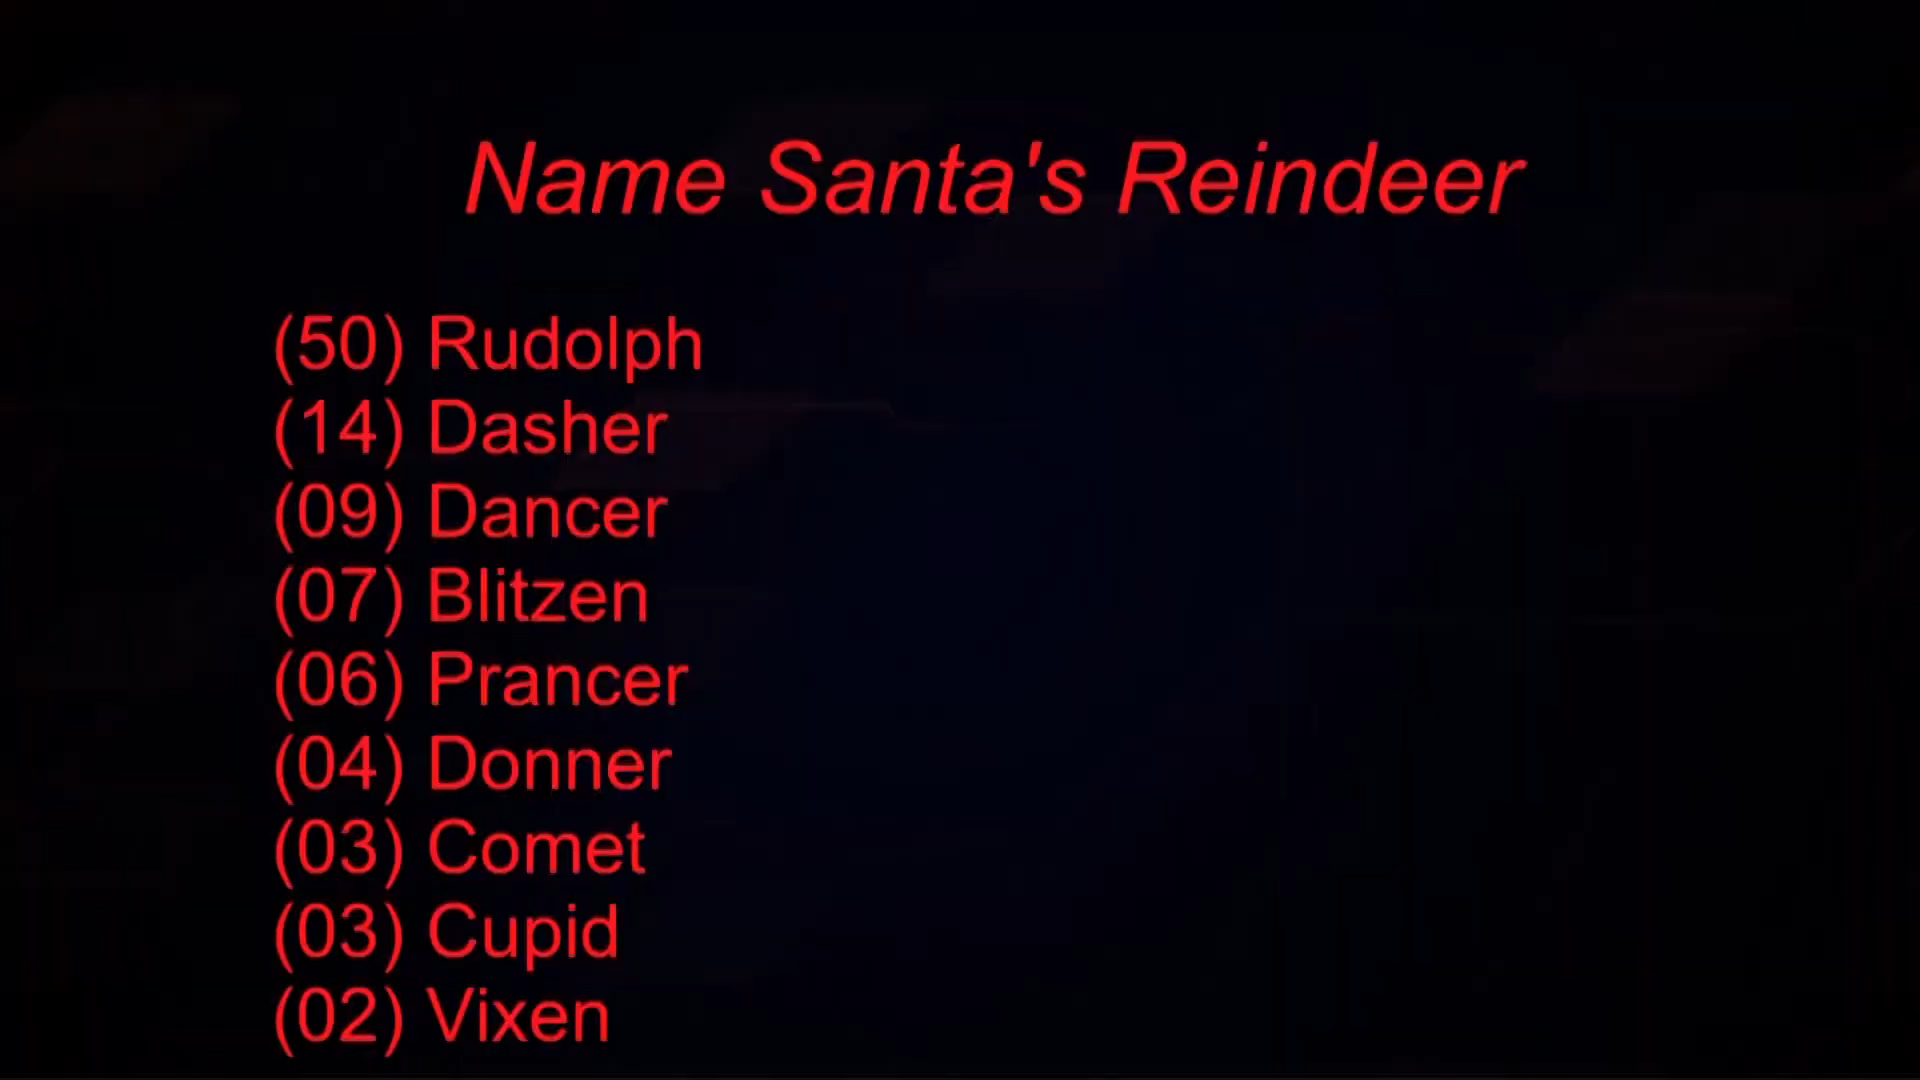 Name Santa's Reindeer
(50) Rudolph
(14) Dasher
(09) Dancer
(07) Blitzen
(06) Prancer
(04) Donner
(03) Comet
(03) Cupid
(02) Vixen